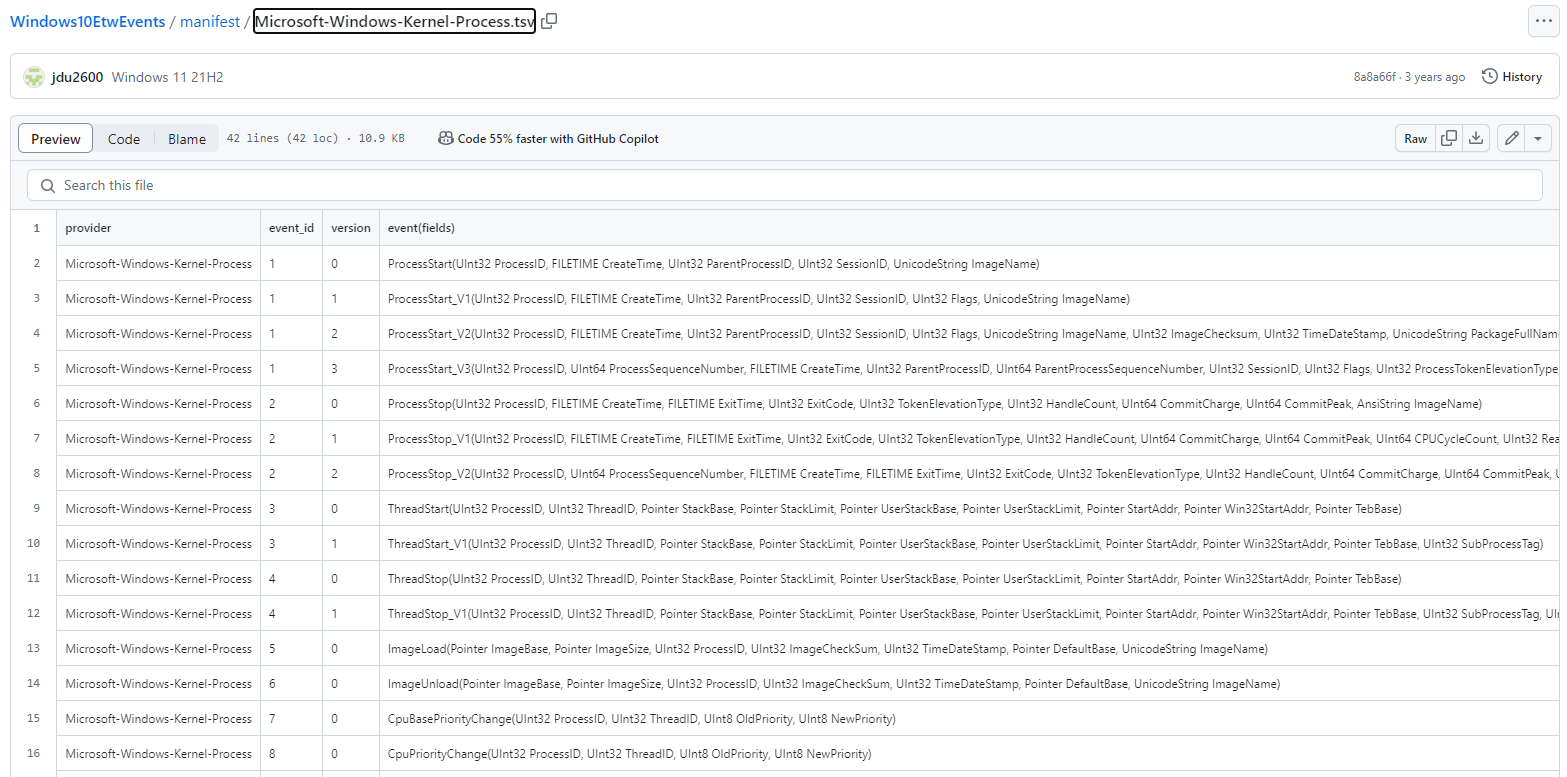 Windows10EtwEvents / manifest / Microsoft-Windows-Kernel-Process.tsv
jdu2600 Windows 11 21H2 8a8a66f · 3 years ago History
Preview Code Blame 42 lines (42 loc) · 10.9 KB Code 55% faster with GitHub Copilot Raw
Search this file
1 provider event_id version event(fields)
2 Microsoft-Windows-Kernel-Process 1 0 ProcessStart(UInt32 ProcessID, FILETIME CreateTime, UInt32 ParentProcessID, UInt32 SessionID, UnicodeString ImageName)
3 Microsoft-Windows-Kernel-Process 1 1 ProcessStart_V1(UInt32 ProcessID, FILETIME CreateTime, UInt32 ParentProcessID, UInt32 SessionID, UInt32 Flags, UnicodeString ImageName)
4 Microsoft-Windows-Kernel-Process 1 2 ProcessStart_V2(UInt32 ProcessID, FILETIME CreateTime, UInt32 ParentProcessID, UInt32 SessionID, UInt32 Flags, UnicodeString ImageName, UInt32 ImageChecksum, UInt32 TimeDateStamp, UnicodeString PackageFullNam
5 Microsoft-Windows-Kernel-Process 1 3 ProcessStart_V3(UInt32 ProcessID, UInt64 ProcessSequenceNumber, FILETIME CreateTime, UInt32 ParentProcessID, UInt64 ParentProcessSequenceNumber, UInt32 SessionID, UInt32 Flags, UInt32 ProcessTokenElevationType
6 Microsoft-Windows-Kernel-Process 2 0 ProcessStop(UInt32 ProcessID, FILETIME CreateTime, FILETIME ExitTime, UInt32 ExitCode, UInt32 TokenElevationType, UInt32 HandleCount, UInt64 CommitCharge, UInt64 CommitPeak, AnsiString ImageName)
7 Microsoft-Windows-Kernel-Process 2 1 ProcessStop_V1(UInt32 ProcessID, FILETIME CreateTime, FILETIME ExitTime, UInt32 ExitCode, UInt32 TokenElevationType, UInt32 HandleCount, UInt64 CommitCharge, UInt64 CommitPeak, UInt64 CPUCycleCount, UInt32 Rea
8 Microsoft-Windows-Kernel-Process 2 2 ProcessStop_V2(UInt32 ProcessID, UInt64 ProcessSequenceNumber, FILETIME CreateTime, FILETIME ExitTime, UInt32 ExitCode, UInt32 TokenElevationType, UInt32 HandleCount, UInt64 CommitCharge, UInt64 CommitPeak,
9 Microsoft-Windows-Kernel-Process 3 0 ThreadStart(UInt32 ProcessID, UInt32 ThreadID, Pointer StackBase, Pointer StackLimit, Pointer UserStackBase, Pointer UserStackLimit, Pointer StartAddr, Pointer Win32StartAddr, Pointer TebBase)
10 Microsoft-Windows-Kernel-Process 3 1 ThreadStart_V1(UInt32 ProcessID, UInt32 ThreadID, Pointer StackBase, Pointer StackLimit, Pointer UserStackBase, Pointer UserStackLimit, Pointer StartAddr, Pointer Win32StartAddr, Pointer TebBase, UInt32 SubProcessTag)
11 Microsoft-Windows-Kernel-Process 4 0 ThreadStop(UInt32 ProcessID, UInt32 ThreadID, Pointer StackBase, Pointer StackLimit, Pointer UserStackBase, Pointer UserStackLimit, Pointer StartAddr, Pointer Win32StartAddr, Pointer TebBase)
12 Microsoft-Windows-Kernel-Process 4 1 ThreadStop_V1(UInt32 ProcessID, UInt32 ThreadID, Pointer StackBase, Pointer StackLimit, Pointer UserStackBase, Pointer UserStackLimit, Pointer StartAddr, Pointer Win32StartAddr, Pointer TebBase, UInt32 SubProcessTag,
13 Microsoft-Windows-Kernel-Process 5 0 ImageLoad(Pointer ImageBase, Pointer ImageSize, UInt32 ProcessID, UInt32 ImageCheckSum, UInt32 TimeDateStamp, Pointer DefaultBase, UnicodeString ImageName)
14 Microsoft-Windows-Kernel-Process 6 0 ImageUnload(Pointer ImageBase, Pointer ImageSize, UInt32 ProcessID, UInt32 ImageCheckSum, UInt32 TimeDateStamp, Pointer DefaultBase, UnicodeString ImageName)
15 Microsoft-Windows-Kernel-Process 7 0 CpuBasePriorityChange(UInt32 ProcessID, UInt32 ThreadID, UInt8 OldPriority, UInt8 NewPriority)
16 Microsoft-Windows-Kernel-Process 8 0 CpuPriorityChange(UInt32 ProcessID, UInt32 ThreadID, UInt8 OldPriority, UInt8 NewPriority)